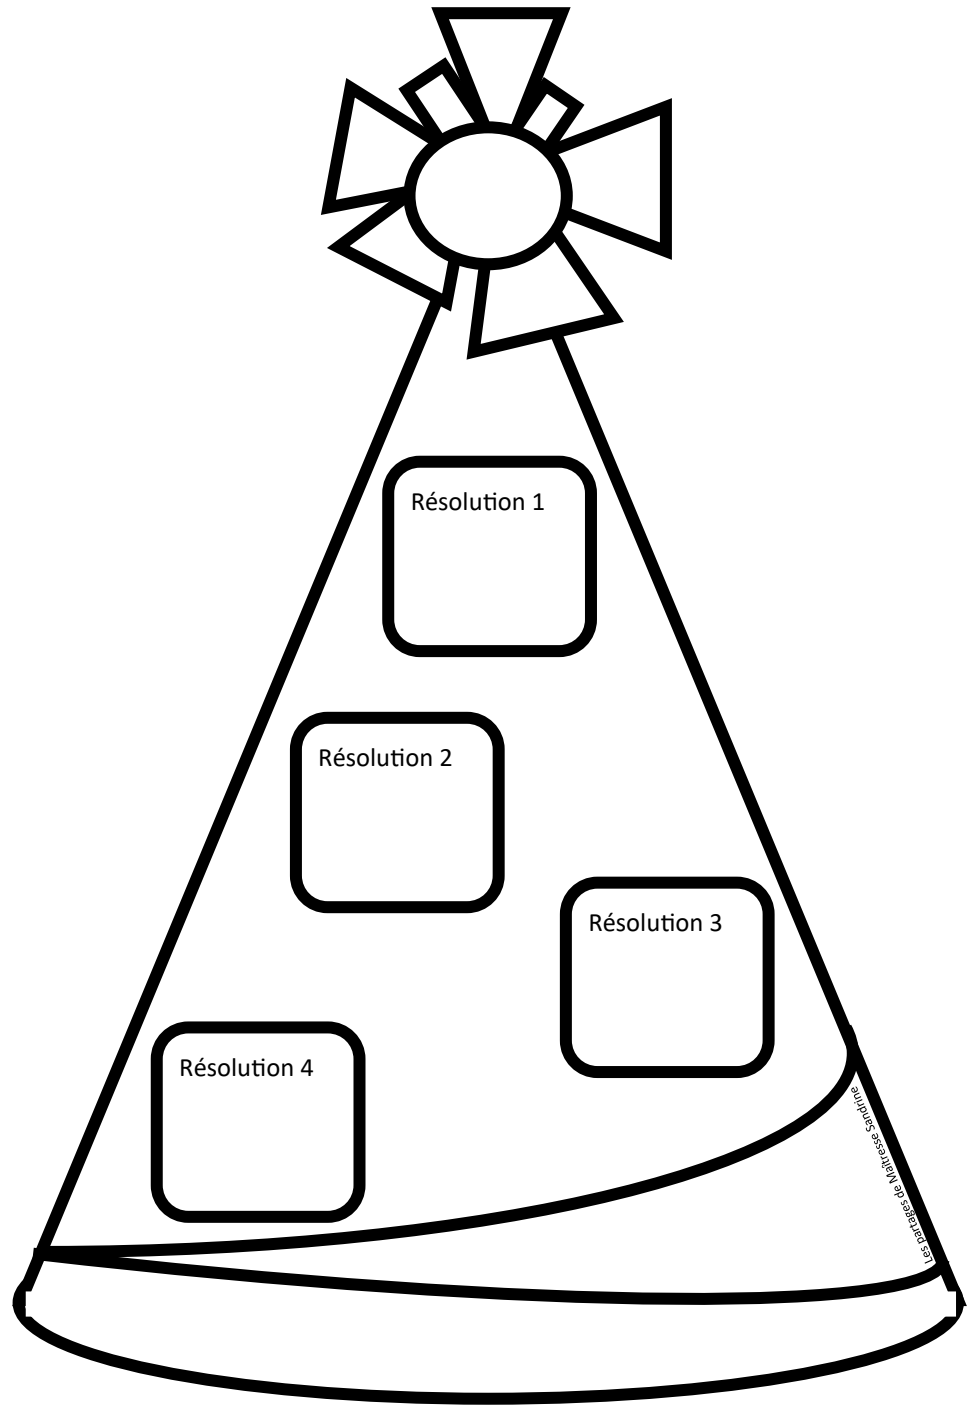 Résolution 1
Résolution 2
Résolution 3
Résolution 4
Les partages de Maîtresse Sandrine